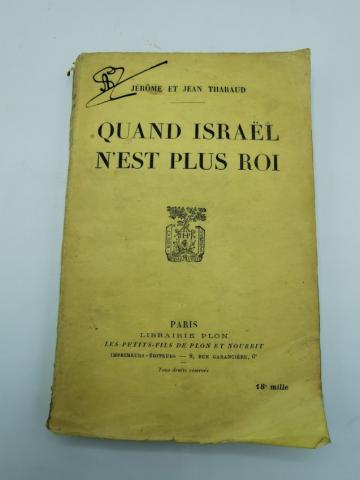 JÉRÔME ET JEAN THARAUD
QUAND ISRAËL
N'EST PLUS ROI
PARIS
LIBRAIRIE PLON
LES PETITS-FILS DE PLON ET NOURRIT
IMPRIMEURS-ÉDITEURS — 8, RUE GARANCIÈRE, 6e
Tous droits réservés
18e mille